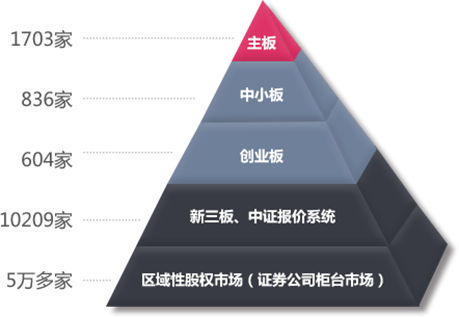 1703家 主板
836家 中小板
604家 创业板
10209家 新三板、中证报价系统
5万多家 区域性股权市场（证券公司柜台市场）